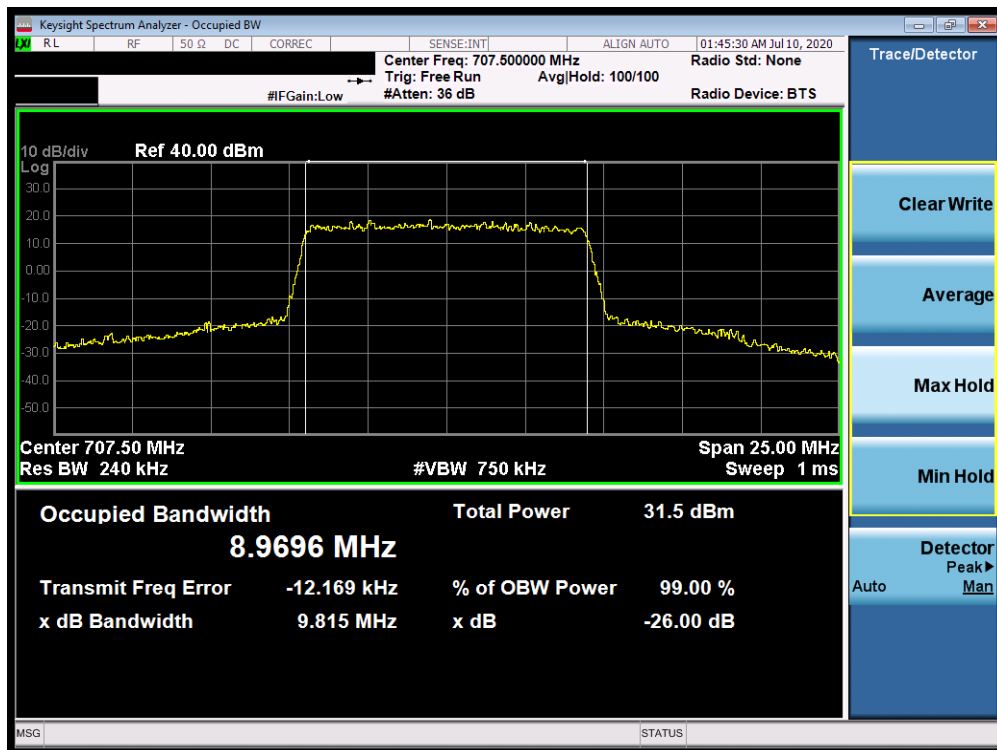 Keysight Spectrum Analyzer - Occupied BW
LXI RL RF 50 Ω DC CORREC SENSE:INT ALIGN AUTO 01:45:30 AM Jul 10, 2020
Center Freq: 707.500000 MHz Radio Std: None
Trig: Free Run Avg|Hold: 100/100
#IFGain:Low #Atten: 36 dB Radio Device: BTS
10 dB/div Ref 40.00 dBm
Log
30.0
20.0
10.0
0.00
-10.0
-20.0
-30.0
-40.0
-50.0
Center 707.50 MHz Span 25.00 MHz
Res BW 240 kHz #VBW 750 kHz Sweep 1 ms
Occupied Bandwidth Total Power 31.5 dBm
8.9696 MHz
Transmit Freq Error -12.169 kHz % of OBW Power 99.00 %
x dB Bandwidth 9.815 MHz x dB -26.00 dB
MSG STATUS
Trace/Detector
Clear Write
Average
Max Hold
Min Hold
Detector
Peak▶
Auto Man